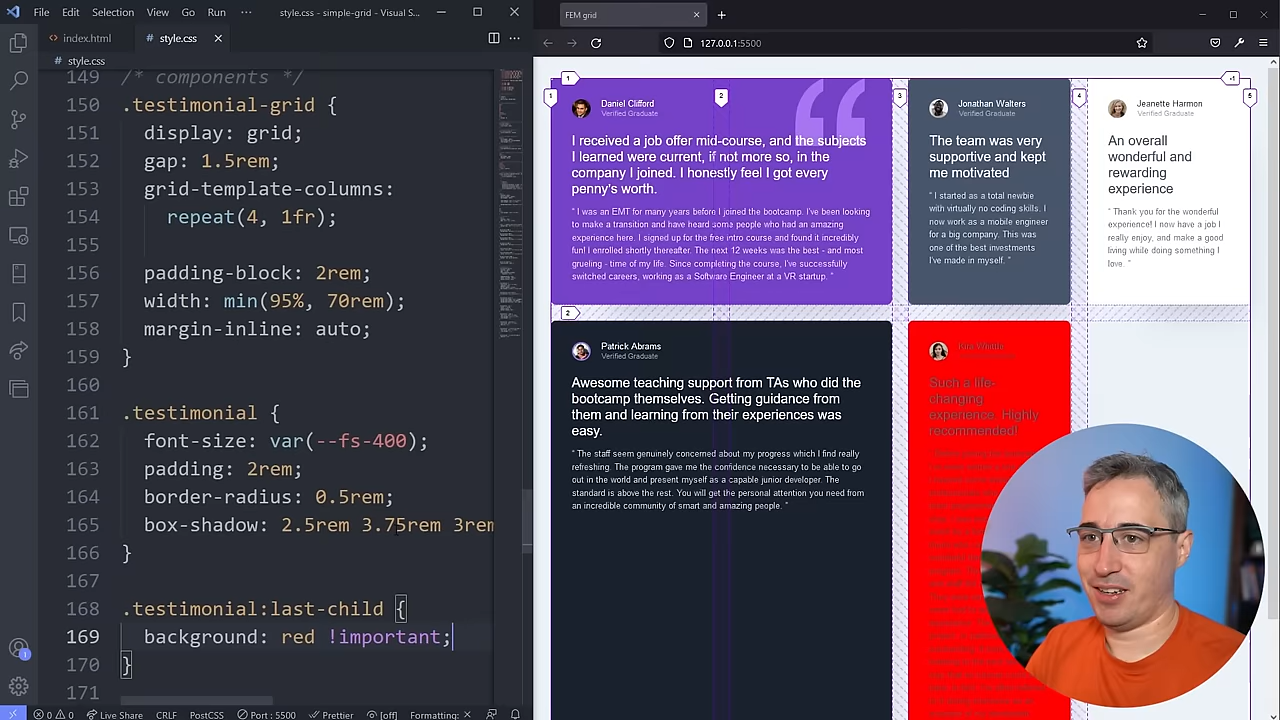 File Edit View Go Run ··· style.css - simple-grid - Visual S...
index.html
style.css
# style.css
149 /* components */
150 .testimonial-grid {
151 display: grid;
152 gap: 1.5rem;
153 grid-template-columns:
154 repeat(4, 1fr);
155
156 padding-block: 2rem;
157 width: min(95%, 70rem);
158 margin-inline: auto;
159 }
160
161 .testimonial {
162 font-size: var(--fs-400);
163 padding: 2rem;
164 border-radius: 0.5rem;
165 box-shadow: 2.5rem 3.75rem 3rem
166 }
167
168 .testimonial:last-child {
169 background: red !important;
170 }
171
Live Share
Prettier
[off]
Formatting:
FEM grid
127.0.0.1:5500
1
-1
1 2 3 4 5
Daniel Clifford
Verified Graduate
I received a job offer mid-course, and the subjects
I learned were current, if not more so, in the
company I joined. I honestly feel I got every
penny's worth.
" I was an EMT for many years before I joined the bootcamp. I've been looking
to make a transition and have heard some people who had an amazing
experience here. I signed up for the free intro course and found it incredibly
fun! I enrolled shortly thereafter. The next 12 weeks was the best - and most
grueling - time of my life. Since completing the course, I've successfully
switched careers, working as a Software Engineer at a VR startup. "
Jonathan Walters
Verified Graduate
The team was very
supportive and kept
me motivated
" I started as a total newbie
with virtually no coding skills. I
now work as a mobile engineer
for a big company. This was
one of the best investments
I've made in myself. "
Jeanette Harmon
Verified Graduate
An overall
wonderful and
rewarding
experience
" Thank you for the wonderful
experience! I now have a job I
really enjoy, and make a good
living while doing something I
love. "
2
Patrick Abrams
Verified Graduate
Awesome teaching support from TAs who did the
bootcamp themselves. Getting guidance from
them and learning from their experiences was
easy.
" The staff seem genuinely concerned about my progress which I find really
refreshing. The program gave me the confidence necessary to be able to go
out in the world and present myself as a capable junior developer. The
standard is above the rest. You will get the personal attention you need from
an incredible community of smart and amazing people. "
Kira Whittle
Such a life-
changing
experience. Highly
recommended!